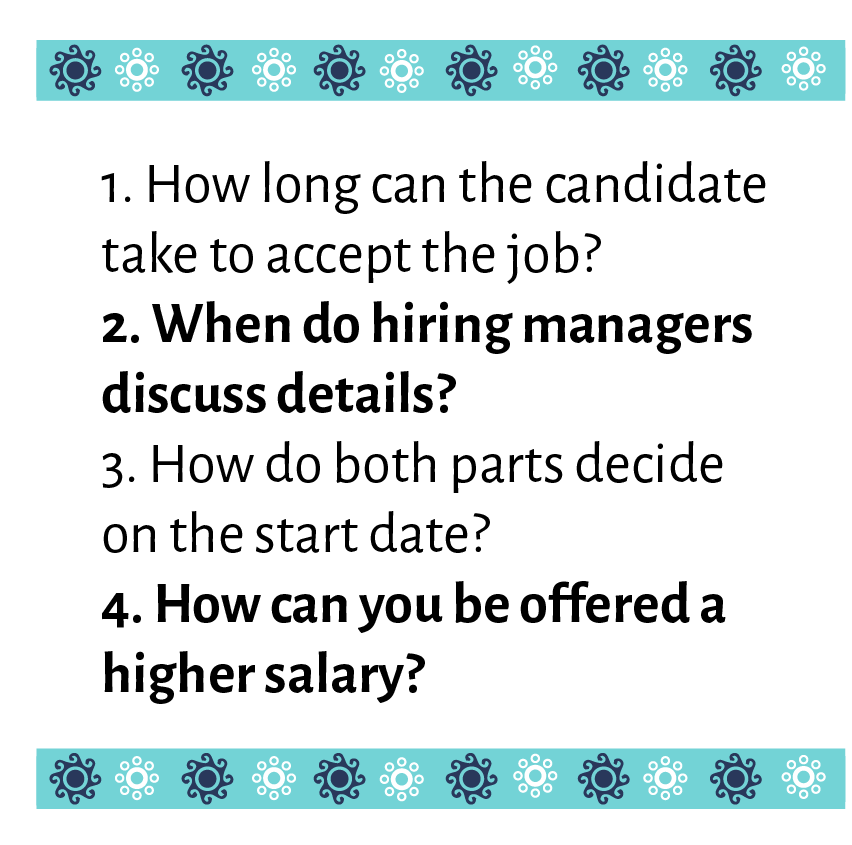 1. How long can the candidate
take to accept the job?
2. When do hiring managers
discuss details?
3. How do both parts decide
on the start date?
4. How can you be offered a
higher salary?